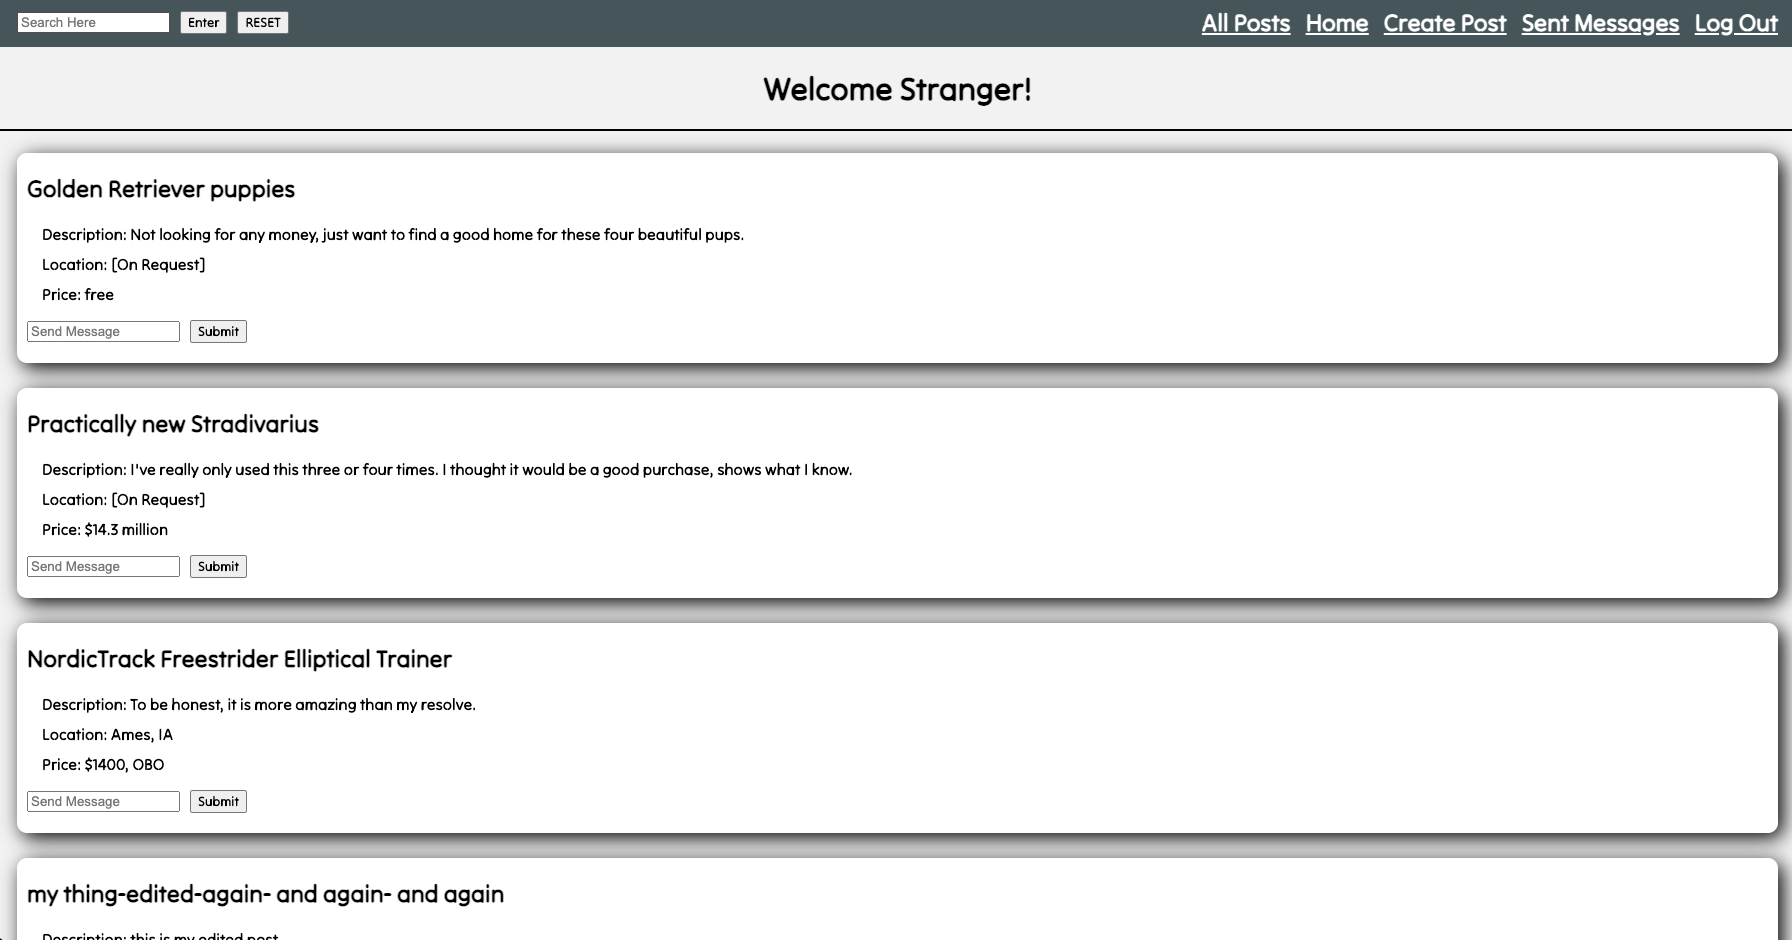 Search Here Enter RESET All Posts Home Create Post Sent Messages Log Out
Welcome Stranger!
Golden Retriever puppies
Description: Not looking for any money, just want to find a good home for these four beautiful pups.
Location: [On Request]
Price: free
Send Message Submit
Practically new Stradivarius
Description: I've really only used this three or four times. I thought it would be a good purchase, shows what I know.
Location: [On Request]
Price: $14.3 million
Send Message Submit
NordicTrack Freestrider Elliptical Trainer
Description: To be honest, it is more amazing than my resolve.
Location: Ames, IA
Price: $1400, OBO
Send Message Submit
my thing-edited-again- and again- and again
Description: this is my edited post